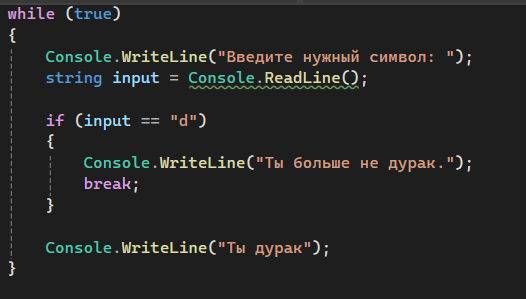 while (true)
{
Console.WriteLine("Введите нужный символ: ");
string input = Console.ReadLine();
if (input == "d")
{
Console.WriteLine("Ты больше не дурак.");
break;
}
Console.WriteLine("Ты дурак");
}